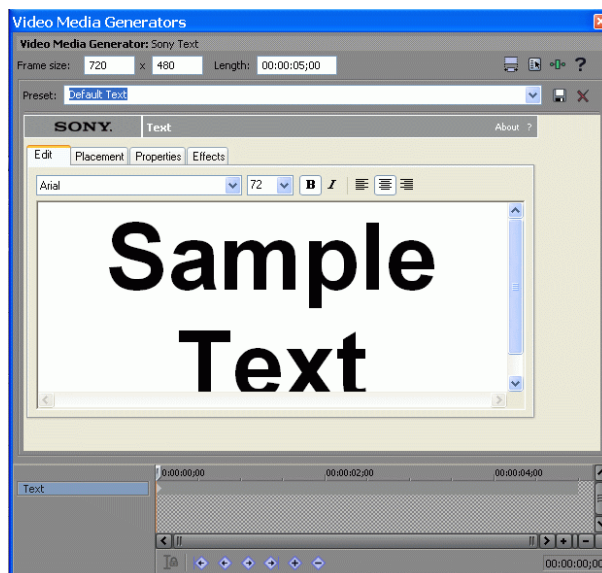 Video Media Generators
Video Media Generator: Sony Text
Frame size: 720 x 480 Length: 00:00:05;00
Preset: Default Text
SONY. Text About ?
Edit Placement Properties Effects
Arial 72 B I
Sample
Text
0:00:00;00 00:00:02;00 00:00:04;00
Text
00:00:00;00